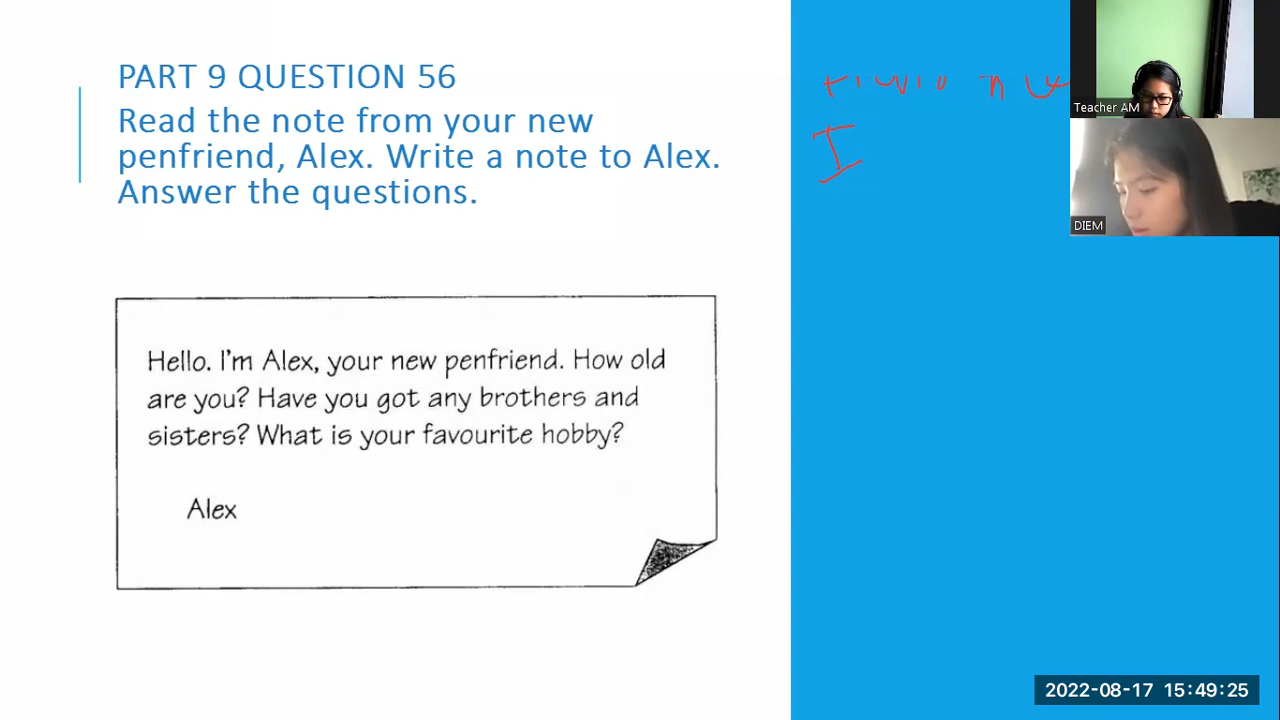 PART 9 QUESTION 56
Read the note from your new
penfriend, Alex. Write a note to Alex.
Answer the questions.
Hello. I'm Alex, your new penfriend. How old
are you? Have you got any brothers and
sisters? What is your favourite hobby?
Alex
I
Teacher AM
DIEM
2022-08-17 15:49:25